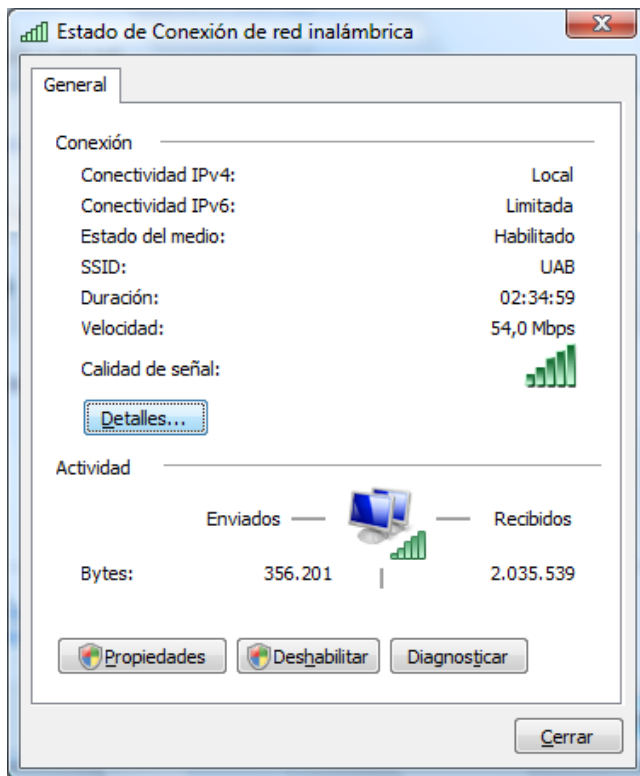 Estado de Conexión de red inalámbrica
General
Conexión
Conectividad IPv4: Local
Conectividad IPv6: Limitada
Estado del medio: Habilitado
SSID: UAB
Duración: 02:34:59
Velocidad: 54,0 Mbps
Calidad de señal:
Detalles...
Actividad
Enviados Recibidos
Bytes: 356.201 2.035.539
Propiedades Deshabilitar Diagnosticar
Cerrar